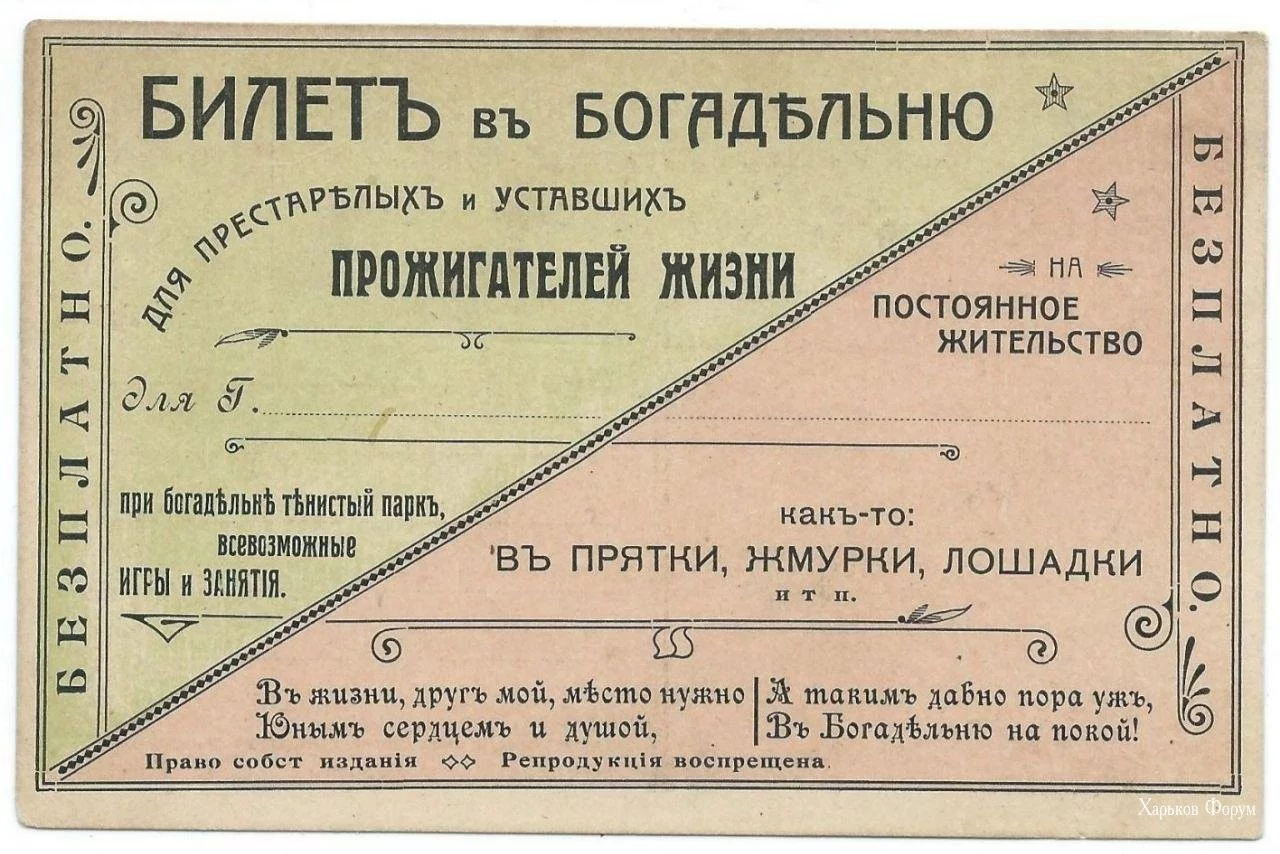 БИЛЕТЪ въ БОГАДѢЛЬНЮ
ДЛЯ ПРЕСТАРѢЛЫХЪ и УСТАВШИХЪ
ПРОЖИГАТЕЛЕЙ ЖИЗНИ
НА
ПОСТОЯННОЕ
ЖИТЕЛЬСТВО
для Г.
при богадѣльнѣ тѣнистый паркъ,
всевозможные
ИГРЫ и ЗАНЯТІЯ.
какъ-то:
ВЪ ПРЯТКИ, ЖМУРКИ, ЛОШАДКИ
и т п.
Въ жизни, другъ мой, мѣсто нужно
Юнымъ сердцемъ и душой,
А такимъ давно пора ужъ,
Въ Богадѣльню на покой!
Право собст изданія Репродукція воспрещена.
БЕЗПЛАТНО.
БЕЗПЛАТНО.
Харьков Форум